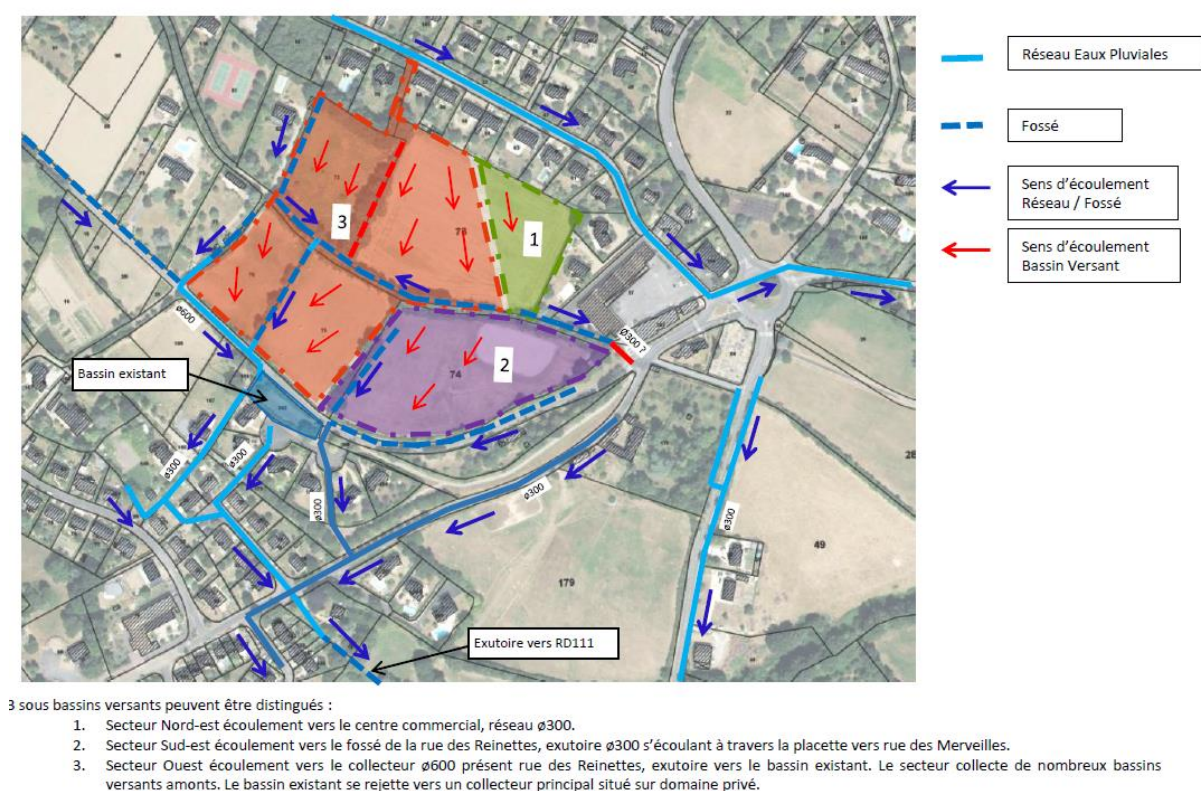 Réseau Eaux Pluviales
Fossé
Sens d'écoulement
Réseau / Fossé
Sens d'écoulement
Bassin Versant
1
3
2
74
ø600
Ø300 ?
Bassin existant
ø300
ø300
ø300
ø300
ø300
49
179
28
Exutoire vers RD111
3 sous bassins versants peuvent être distingués :
1. Secteur Nord-est écoulement vers le centre commercial, réseau ø300.
2. Secteur Sud-est écoulement vers le fossé de la rue des Reinettes, exutoire ø300 s'écoulant à travers la placette vers rue des Merveilles.
3. Secteur Ouest écoulement vers le collecteur ø600 présent rue des Reinettes, exutoire vers le bassin existant. Le secteur collecte de nombreux bassins
versants amonts. Le bassin existant se rejette vers un collecteur principal situé sur domaine privé.